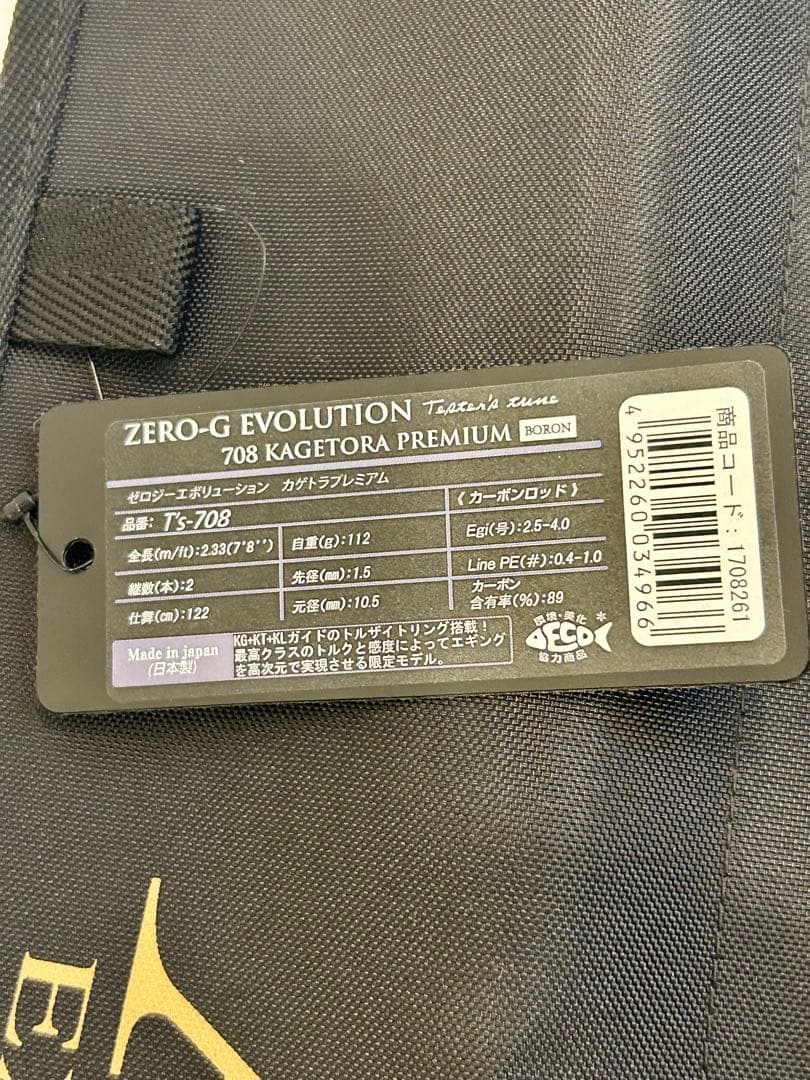 ZERO-G EVOLUTION Tester's tune
708 KAGETORA PREMIUM BORON
ゼロジーエボリューション カゲトラプレミアム
品番: T's-708
《カーボンロッド》
全長(m/ft):2.33(7'8'')
自重(g):112
Egi(号):2.5-4.0
継数(本):2
先径(mm):1.5
Line PE(#):0.4-1.0
仕舞(cm):122
元径(mm):10.5
カーボン
含有率(%):89
Made in japan
(日本製)
KG+KT+KLガイドのトルザイトリング搭載!
最高クラスのトルクと感度によってエギング
を高次元で実現させる限定モデル。
環境・美化
DECO
協力商品
4 952260 034966
商品コード: 1708261